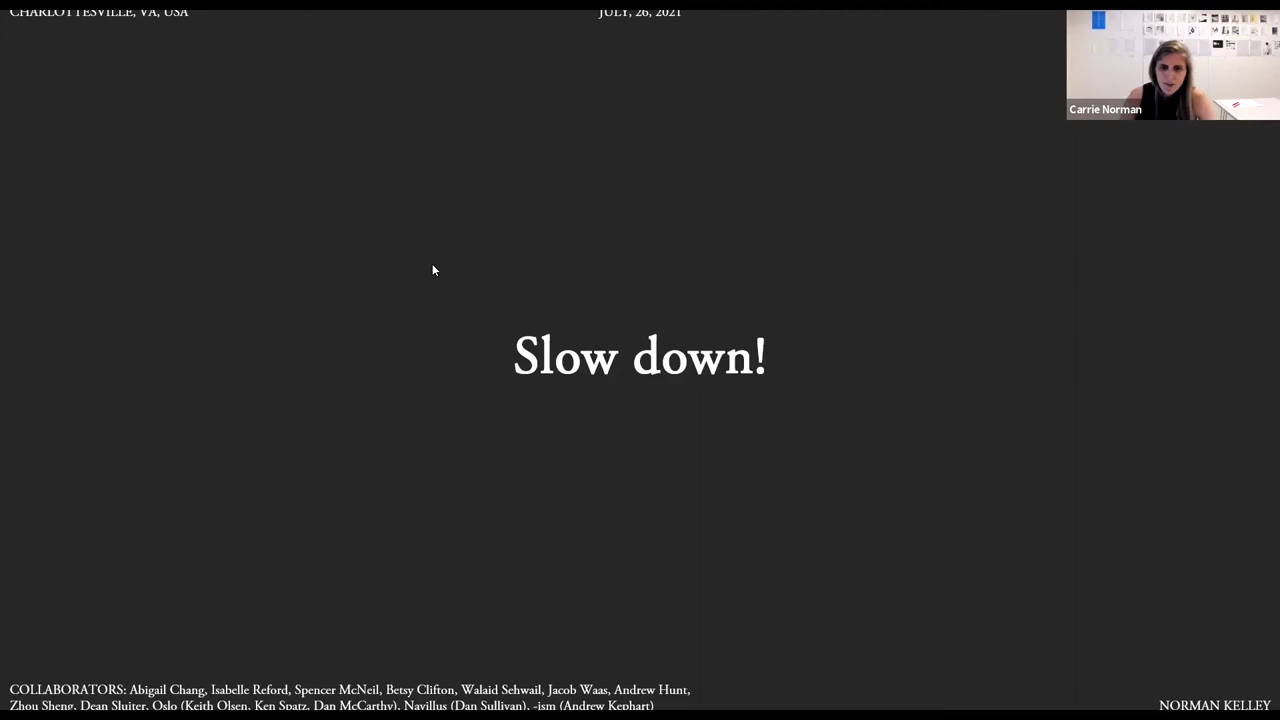 CHARLOTTESVILLE, VA, USA
JULY, 26, 2021
Carrie Norman
Slow down!
COLLABORATORS: Abigail Chang, Isabelle Reford, Spencer McNeil, Betsy Clifton, Walaid Sehwail, Jacob Waas, Andrew Hunt,
Zhou Sheng, Dean Sluiter, Oslo (Keith Olsen, Ken Spatz, Dan McCarthy), Navillus (Dan Sullivan), -ism (Andrew Kephart)
NORMAN KELLEY